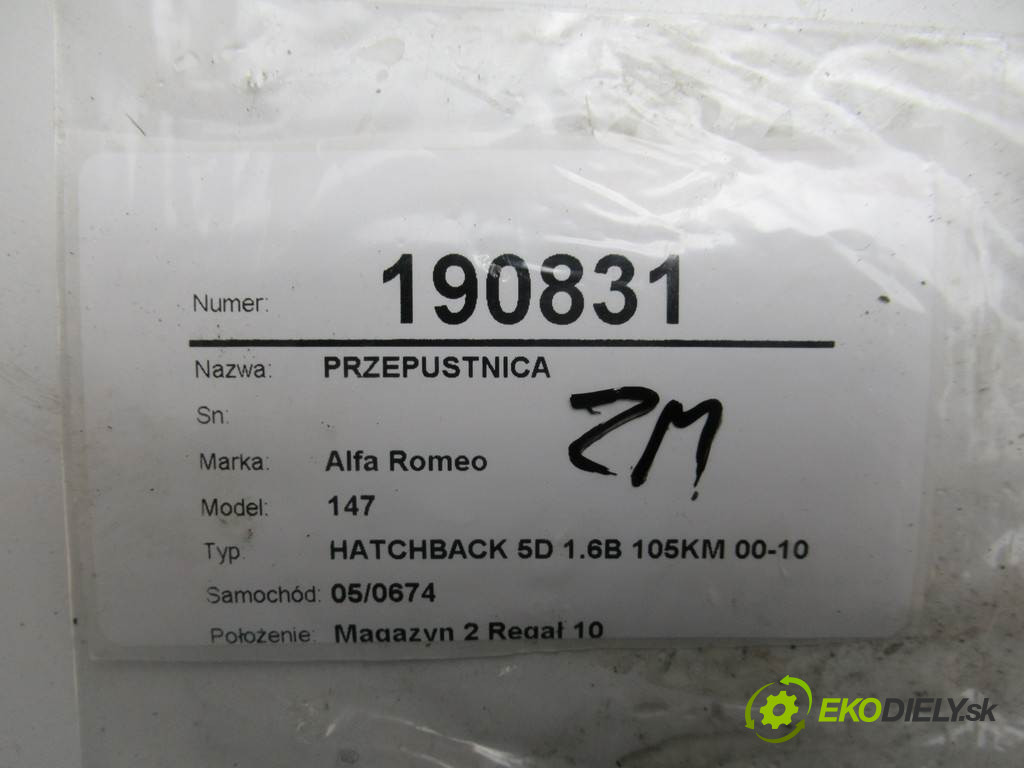 Numer: 190831
Nazwa: PRZEPUSTNICA
Sn:
ZM
Marka: Alfa Romeo
Model: 147
Typ: HATCHBACK 5D 1.6B 105KM 00-10
Samochód: 05/0674
Położenie: Magazyn 2 Regał 10
EKODIELY.sk